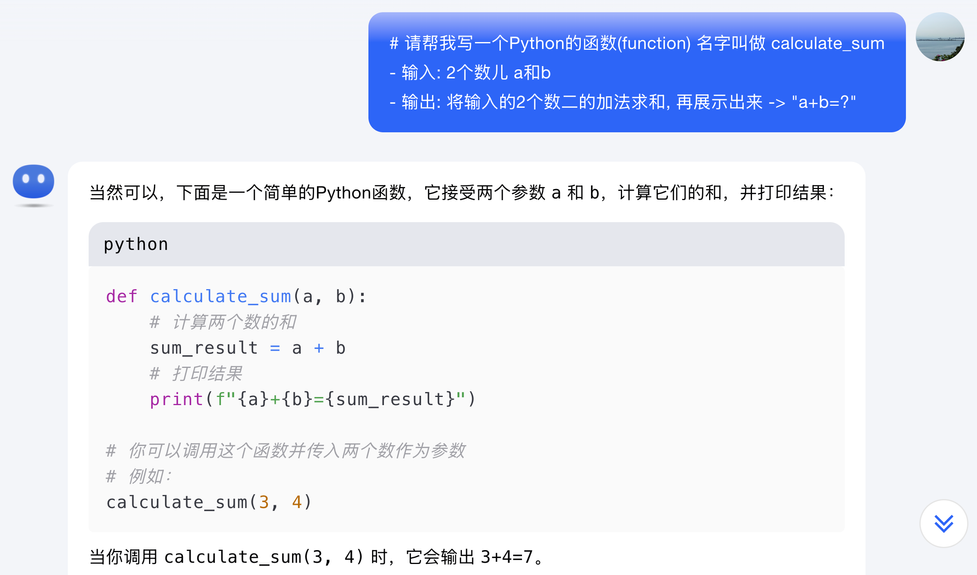 # 请帮我写一个Python的函数(function) 名字叫做 calculate_sum
- 输入: 2个数儿 a和b
- 输出: 将输入的2个数二的加法求和, 再展示出来 -> "a+b=?"
当然可以，下面是一个简单的Python函数，它接受两个参数 a 和 b，计算它们的和，并打印结果：
python
def calculate_sum(a, b):
    # 计算两个数的和
    sum_result = a + b
    # 打印结果
    print(f"{a}+{b}={sum_result}")
# 你可以调用这个函数并传入两个数作为参数
# 例如：
calculate_sum(3, 4)
当你调用 calculate_sum(3, 4) 时，它会输出 3+4=7。